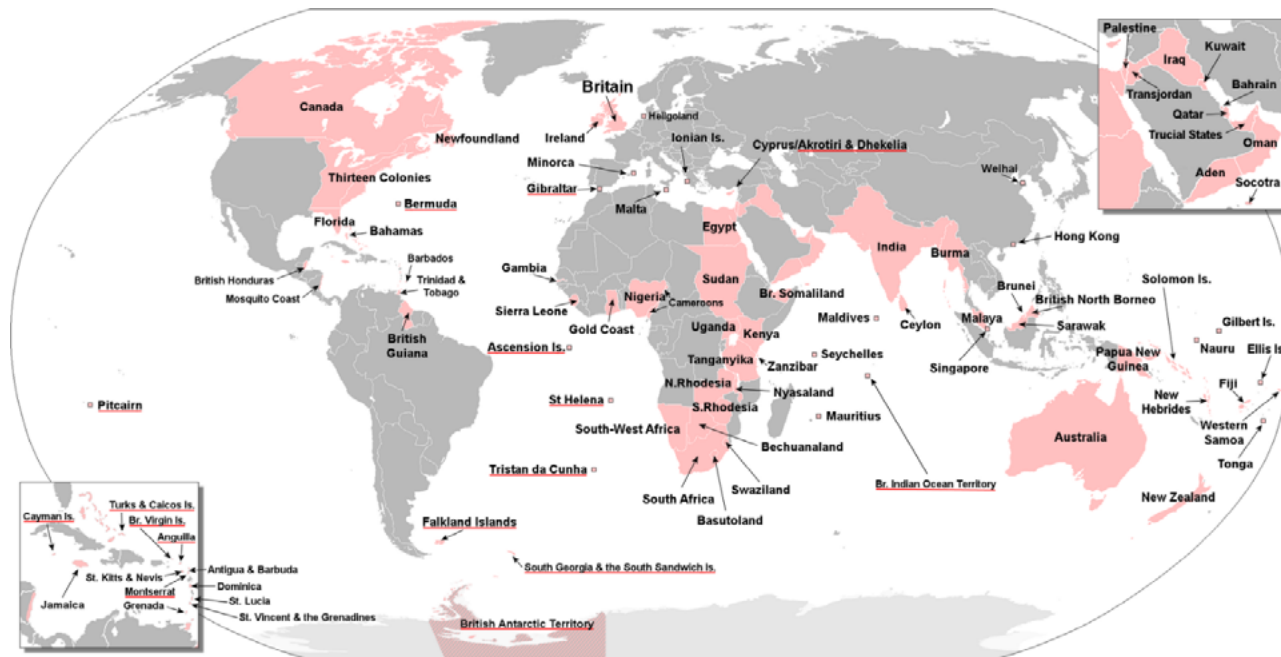 Palestine
Kuwait
Iraq
Bahrain
Transjordan
Qatar
Trucial States
Oman
Aden
Socotra
Canada
Newfoundland
Britain
Heligoland
Ireland
Ionian Is.
Minorca
Cyprus/Akrotiri & Dhekelia
Weihai
Thirteen Colonies
Gibraltar
Malta
Bermuda
Florida
Bahamas
Egypt
India
Burma
Hong Kong
British Honduras
Barbados
Mosquito Coast
Trinidad &
Tobago
Gambia
Sudan
Solomon Is.
Sierra Leone
Nigeria
Cameroons
Br. Somaliland
Brunei
British North Borneo
Gold Coast
Maldives
Ceylon
Malaya
Sarawak
Gilbert Is.
British
Guiana
Uganda
Kenya
Nauru
Ascension Is.
Tanganyika
Zanzibar
Seychelles
Singapore
Papua New
Guinea
Ellis Is
N.Rhodesia
Nyasaland
Fiji
Pitcairn
St Helena
S.Rhodesia
Mauritius
New
Hebrides
South-West Africa
Bechuanaland
Australia
Western
Samoa
Tonga
Tristan da Cunha
South Africa
Swaziland
Basutoland
Br. Indian Ocean Territory
New Zealand
Falkland Islands
South Georgia & the South Sandwich Is.
British Antarctic Territory
Turks & Caicos Is.
Cayman Is.
Br. Virgin Is.
Anguilla
St. Kitts & Nevis
Antigua & Barbuda
Montserrat
Dominica
Jamaica
Grenada
St. Lucia
St. Vincent & the Grenadines